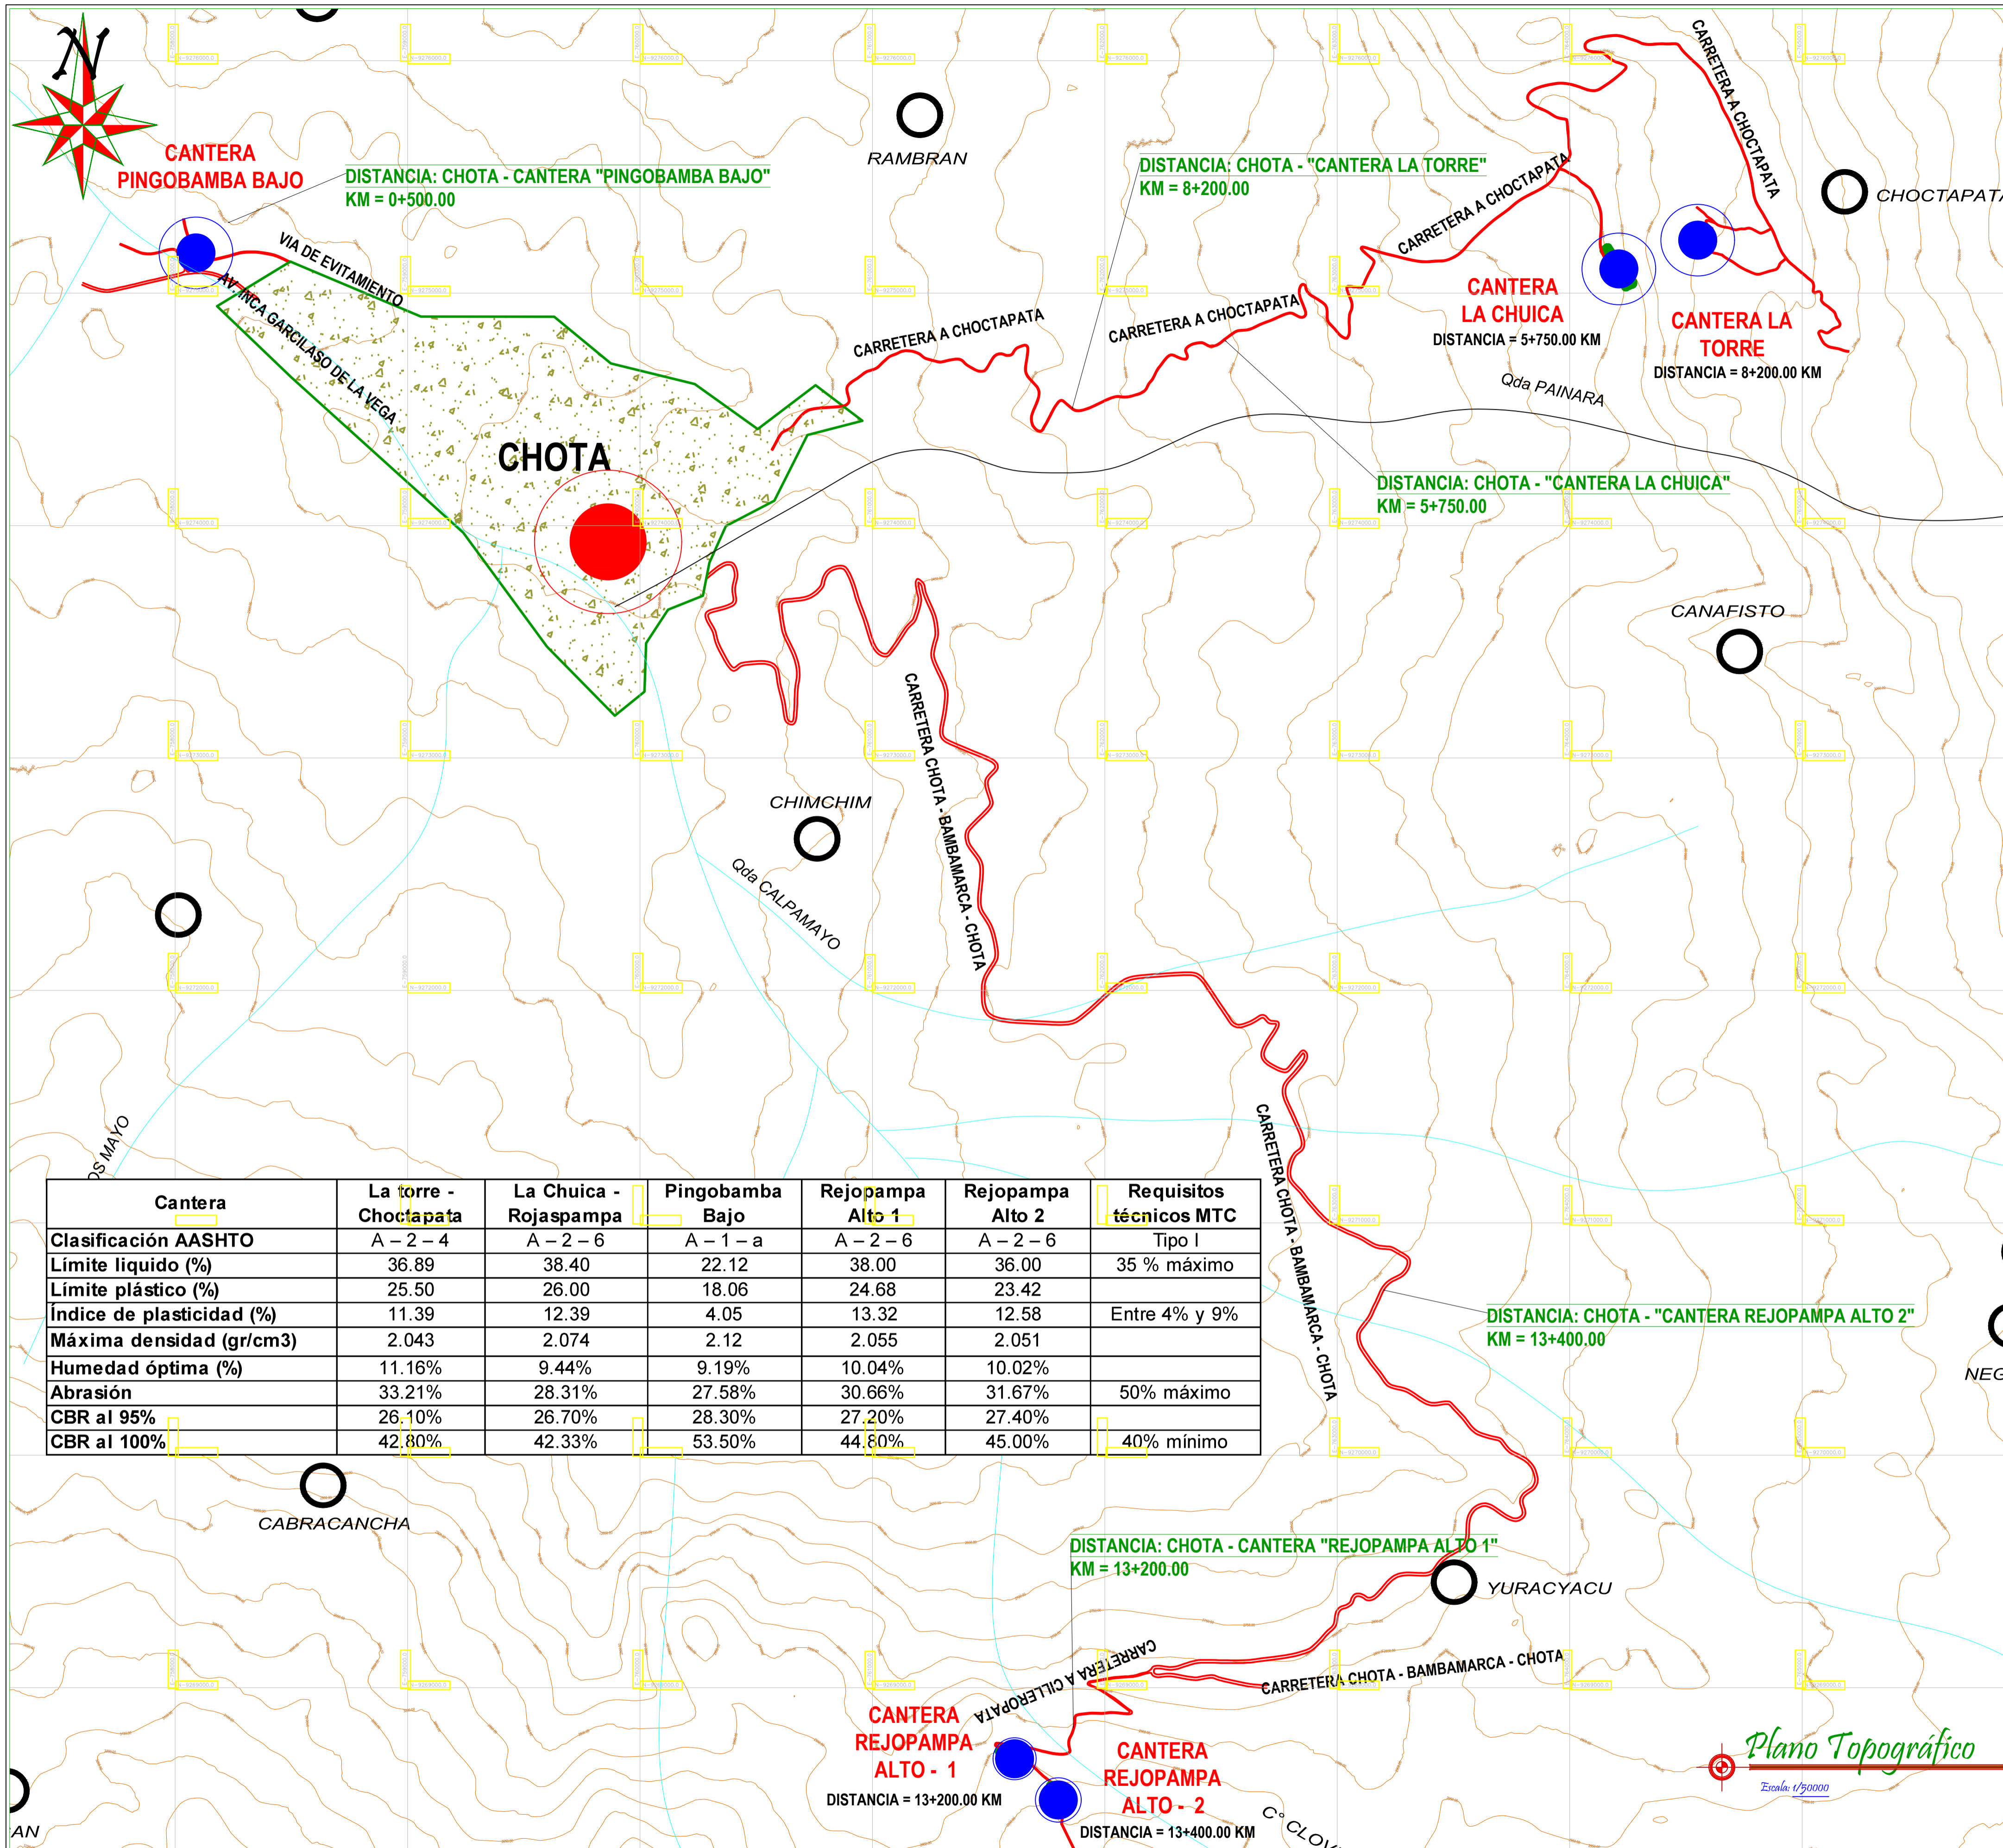 N
CANTERA
PINGOBAMBA BAJO
DISTANCIA: CHOTA - CANTERA "PINGOBAMBA BAJO"
KM = 0+500.00
VIA DE EVITAMIENTO
AV. INCA GARCILASO DE LA VEGA
RAMBRAN
DISTANCIA: CHOTA - "CANTERA LA TORRE"
KM = 8+200.00
CARRETERA A CHOCTAPATA
CARRETERA A CHOCTAPATA
CARRETERA A CHOCTAPATA
CARRETERA A CHOCTAPATA
CHOCTAPATA
CANTERA
LA CHUICA
DISTANCIA = 5+750.00 KM
CANTERA LA
TORRE
DISTANCIA = 8+200.00 KM
Qda PAINARA
CHOTA
DISTANCIA: CHOTA - "CANTERA LA CHUICA"
KM = 5+750.00
CANAFISTO
CARRETERA CHOTA - BAMBAMARCA - CHOTA
CHIMCHIM
Qda CALPAMAYO
OS MAYO
CARRETERA CHOTA - BAMBAMARCA - CHOTA
Cantera La torre - Choctapata La Chuica - Rojaspampa Pingobamba Bajo Rejopampa Alto 1 Rejopampa Alto 2 Requisitos técnicos MTC
Clasificación AASHTO A – 2 – 4 A – 2 – 6 A – 1 – a A – 2 – 6 A – 2 – 6 Tipo I
Límite liquido (%) 36.89 38.40 22.12 38.00 36.00 35 % máximo
Límite plástico (%) 25.50 26.00 18.06 24.68 23.42
Índice de plasticidad (%) 11.39 12.39 4.05 13.32 12.58 Entre 4% y 9%
Máxima densidad (gr/cm3) 2.043 2.074 2.12 2.055 2.051
Humedad óptima (%) 11.16% 9.44% 9.19% 10.04% 10.02%
Abrasión 33.21% 28.31% 27.58% 30.66% 31.67% 50% máximo
CBR al 95% 26.10% 26.70% 28.30% 27.20% 27.40%
CBR al 100% 42.80% 42.33% 53.50% 44.80% 45.00% 40% mínimo
DISTANCIA: CHOTA - "CANTERA REJOPAMPA ALTO 2"
KM = 13+400.00
NEG
CABRACANCHA
DISTANCIA: CHOTA - CANTERA "REJOPAMPA ALTO 1"
KM = 13+200.00
YURACYACU
CARRETERA A CILLEROPATA
CARRETERA CHOTA - BAMBAMARCA - CHOTA
CANTERA
REJOPAMPA
ALTO - 1
DISTANCIA = 13+200.00 KM
CANTERA
REJOPAMPA
ALTO - 2
DISTANCIA = 13+400.00 KM
C° CLOV
AN
Plano Topográfico
Escala: 1/50000